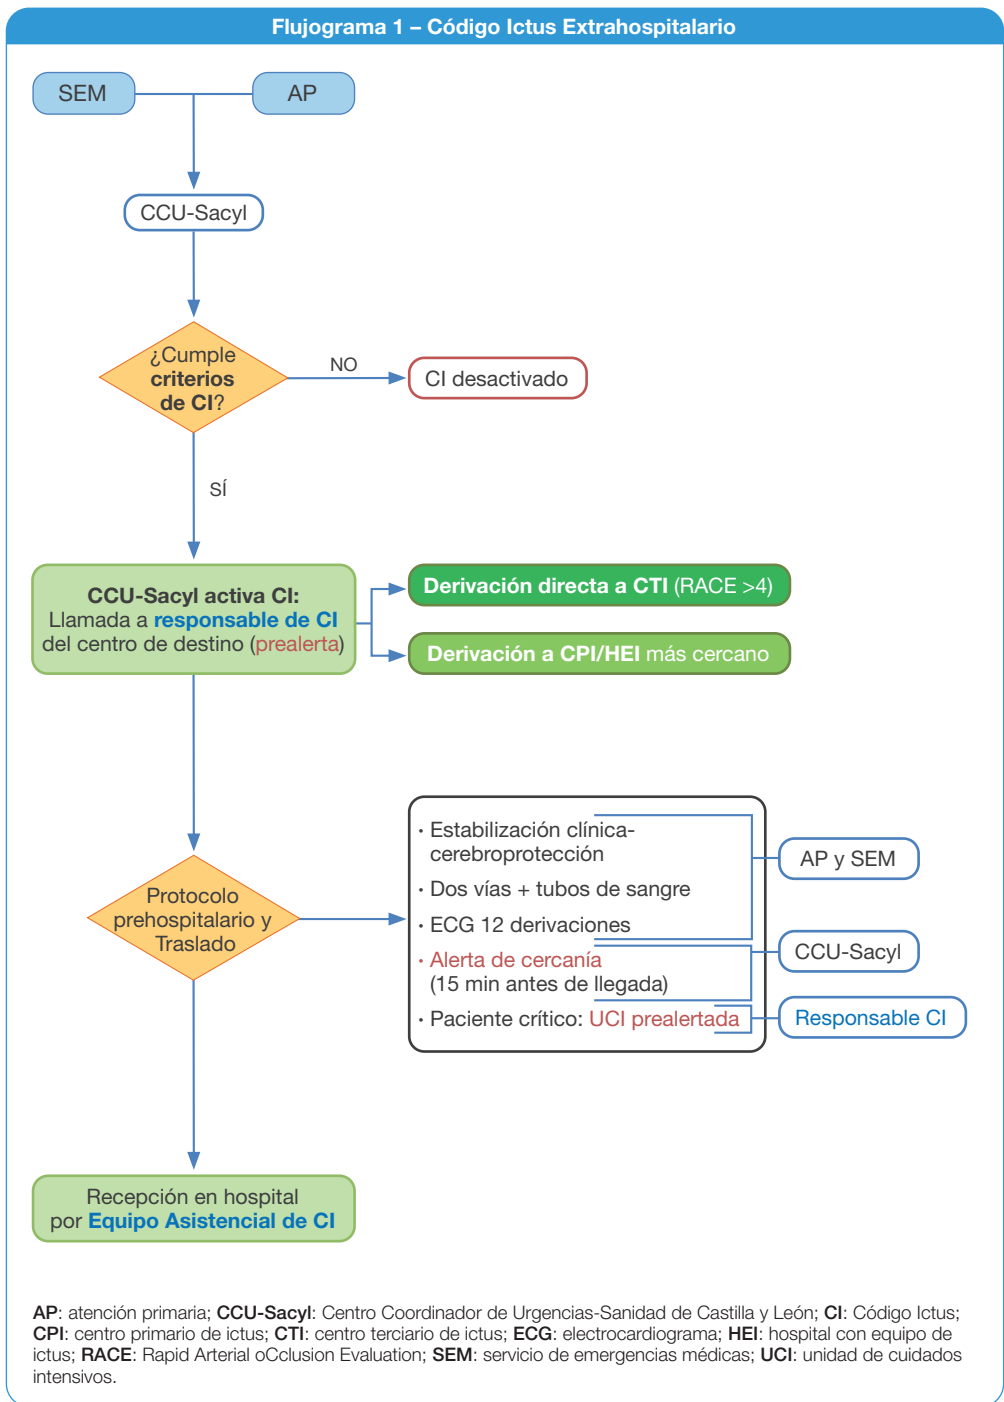 Flujograma 1 – Código Ictus Extrahospitalario
SEM
AP
CCU-Sacyl
¿Cumple
criterios
de CI?
NO
CI desactivado
SÍ
CCU-Sacyl activa CI:
Llamada a responsable de CI
del centro de destino (prealerta)
Derivación directa a CTI (RACE >4)
Derivación a CPI/HEI más cercano
Protocolo
prehospitalario y
Traslado
· Estabilización clínica-
cerebroprotección
· Dos vías + tubos de sangre
· ECG 12 derivaciones
· Alerta de cercanía
(15 min antes de llegada)
· Paciente crítico: UCI prealertada
AP y SEM
CCU-Sacyl
Responsable CI
Recepción en hospital
por Equipo Asistencial de CI
AP: atención primaria; CCU-Sacyl: Centro Coordinador de Urgencias-Sanidad de Castilla y León; CI: Código Ictus;
CPI: centro primario de ictus; CTI: centro terciario de ictus; ECG: electrocardiograma; HEI: hospital con equipo de
ictus; RACE: Rapid Arterial oCclusion Evaluation; SEM: servicio de emergencias médicas; UCI: unidad de cuidados
intensivos.